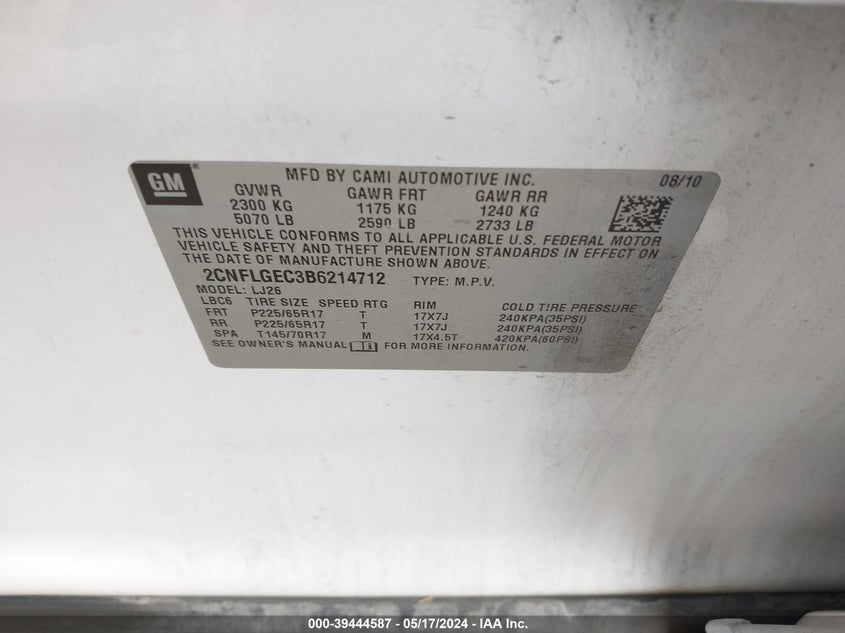 GM
MFD BY CAMI AUTOMOTIVE INC. 08/10
GVWR GAWR FRT GAWR RR
2300 KG 1175 KG 1240 KG
5070 LB 2590 LB 2733 LB
THIS VEHICLE CONFORMS TO ALL APPLICABLE U.S. FEDERAL MOTOR
VEHICLE SAFETY AND THEFT PREVENTION STANDARDS IN EFFECT ON
THE DATE OF MANUFACTURE SHOWN ABOVE.
2CNFLGEC3B6214712 TYPE: M.P.V.
MODEL: LJ26
LBC6 TIRE SIZE SPEED RTG RIM COLD TIRE PRESSURE
FRT P225/65R17 T 17X7J 240KPA(35PSI)
RR P225/65R17 T 17X7J 240KPA(35PSI)
SPA T145/70R17 M 17X4.5T 420KPA(60PSI)
SEE OWNER'S MANUAL FOR MORE INFORMATION.
000-39444587 - 05/17/2024 - IAA Inc.